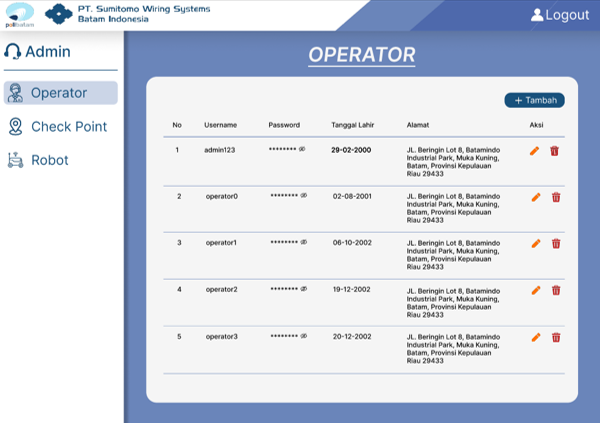 polibatam
PT. Sumitomo Wiring Systems
Batam Indonesia
Logout
Admin
Operator
Check Point
Robot
OPERATOR
+ Tambah
No Username Password Tanggal Lahir Alamat Aksi
1 admin123 ******** 29-02-2000 JL. Beringin Lot 8, Batamindo
Industrial Park, Muka Kuning,
Batam, Provinsi Kepulauan
Riau 29433
2 operator0 ******** 02-08-2001 JL. Beringin Lot 8, Batamindo
Industrial Park, Muka Kuning,
Batam, Provinsi Kepulauan
Riau 29433
3 operator1 ******** 06-10-2002 JL. Beringin Lot 8, Batamindo
Industrial Park, Muka Kuning,
Batam, Provinsi Kepulauan
Riau 29433
4 operator2 ******** 19-12-2002 JL. Beringin Lot 8, Batamindo
Industrial Park, Muka Kuning,
Batam, Provinsi Kepulauan
Riau 29433
5 operator3 ******** 20-12-2002 JL. Beringin Lot 8, Batamindo
Industrial Park, Muka Kuning,
Batam, Provinsi Kepulauan
Riau 29433